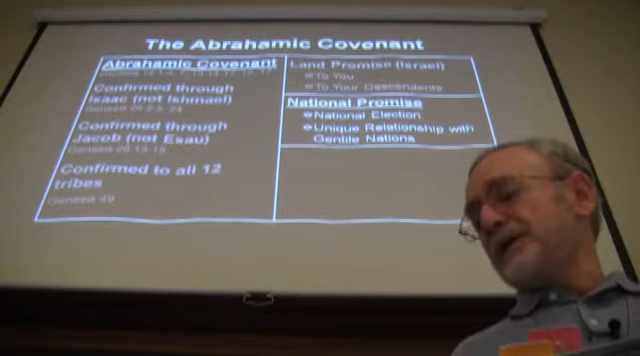 The Abrahamic Covenant
Abrahamic Covenant
Confirmed through
Isaac (not Ishmael)
Confirmed through
Jacob (not Esau)
Confirmed to all 12
tribes
Genesis 49
Land Promise (Israel)
To You
To Your Descendents
National Promise
National Election
Unique Relationship with
Gentile Nations